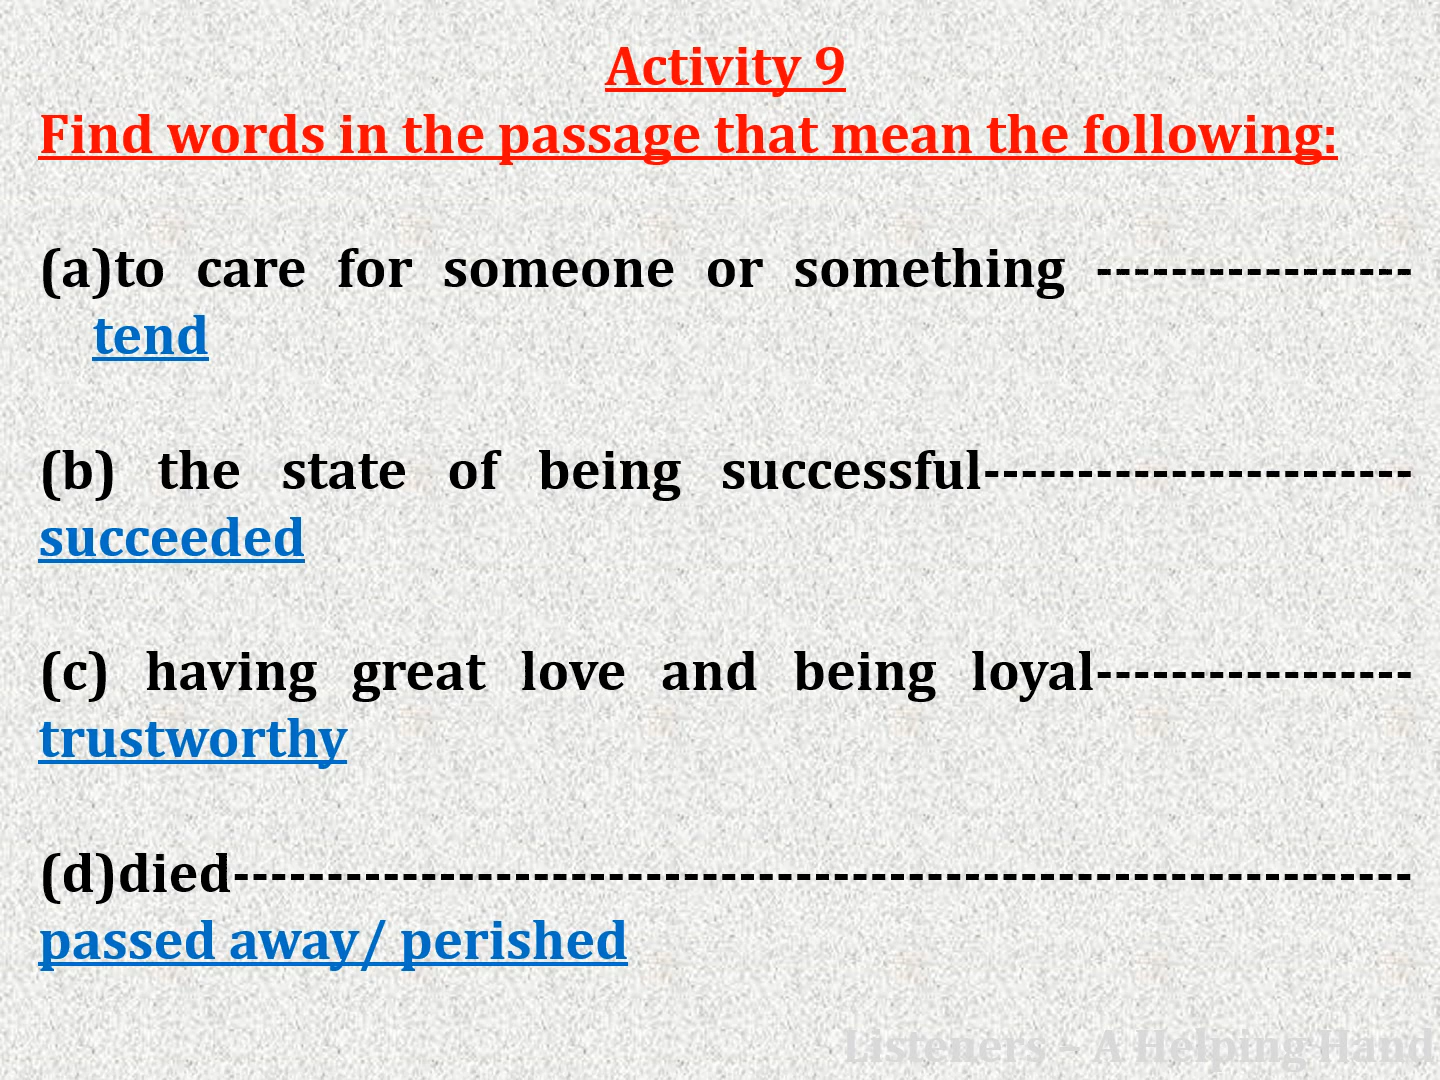 Activity 9
Find words in the passage that mean the following:
(a)to care for someone or something -----------------
tend
(b) the state of being successful-----------------------
succeeded
(c) having great love and being loyal-----------------
trustworthy
(d)died---------------------------------------------------------------
passed away/ perished
Listeners – A Helping Hand